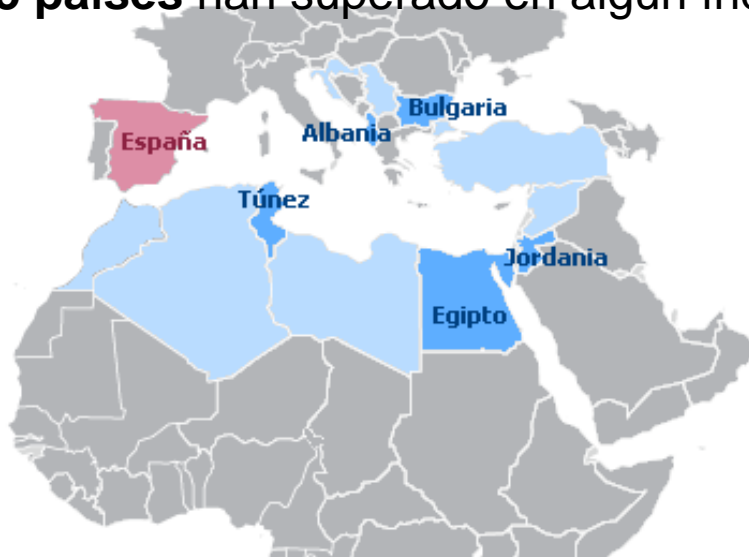 países han superado en algún
Bulgaria
Albania
España
Túnez
Jordania
Egipto